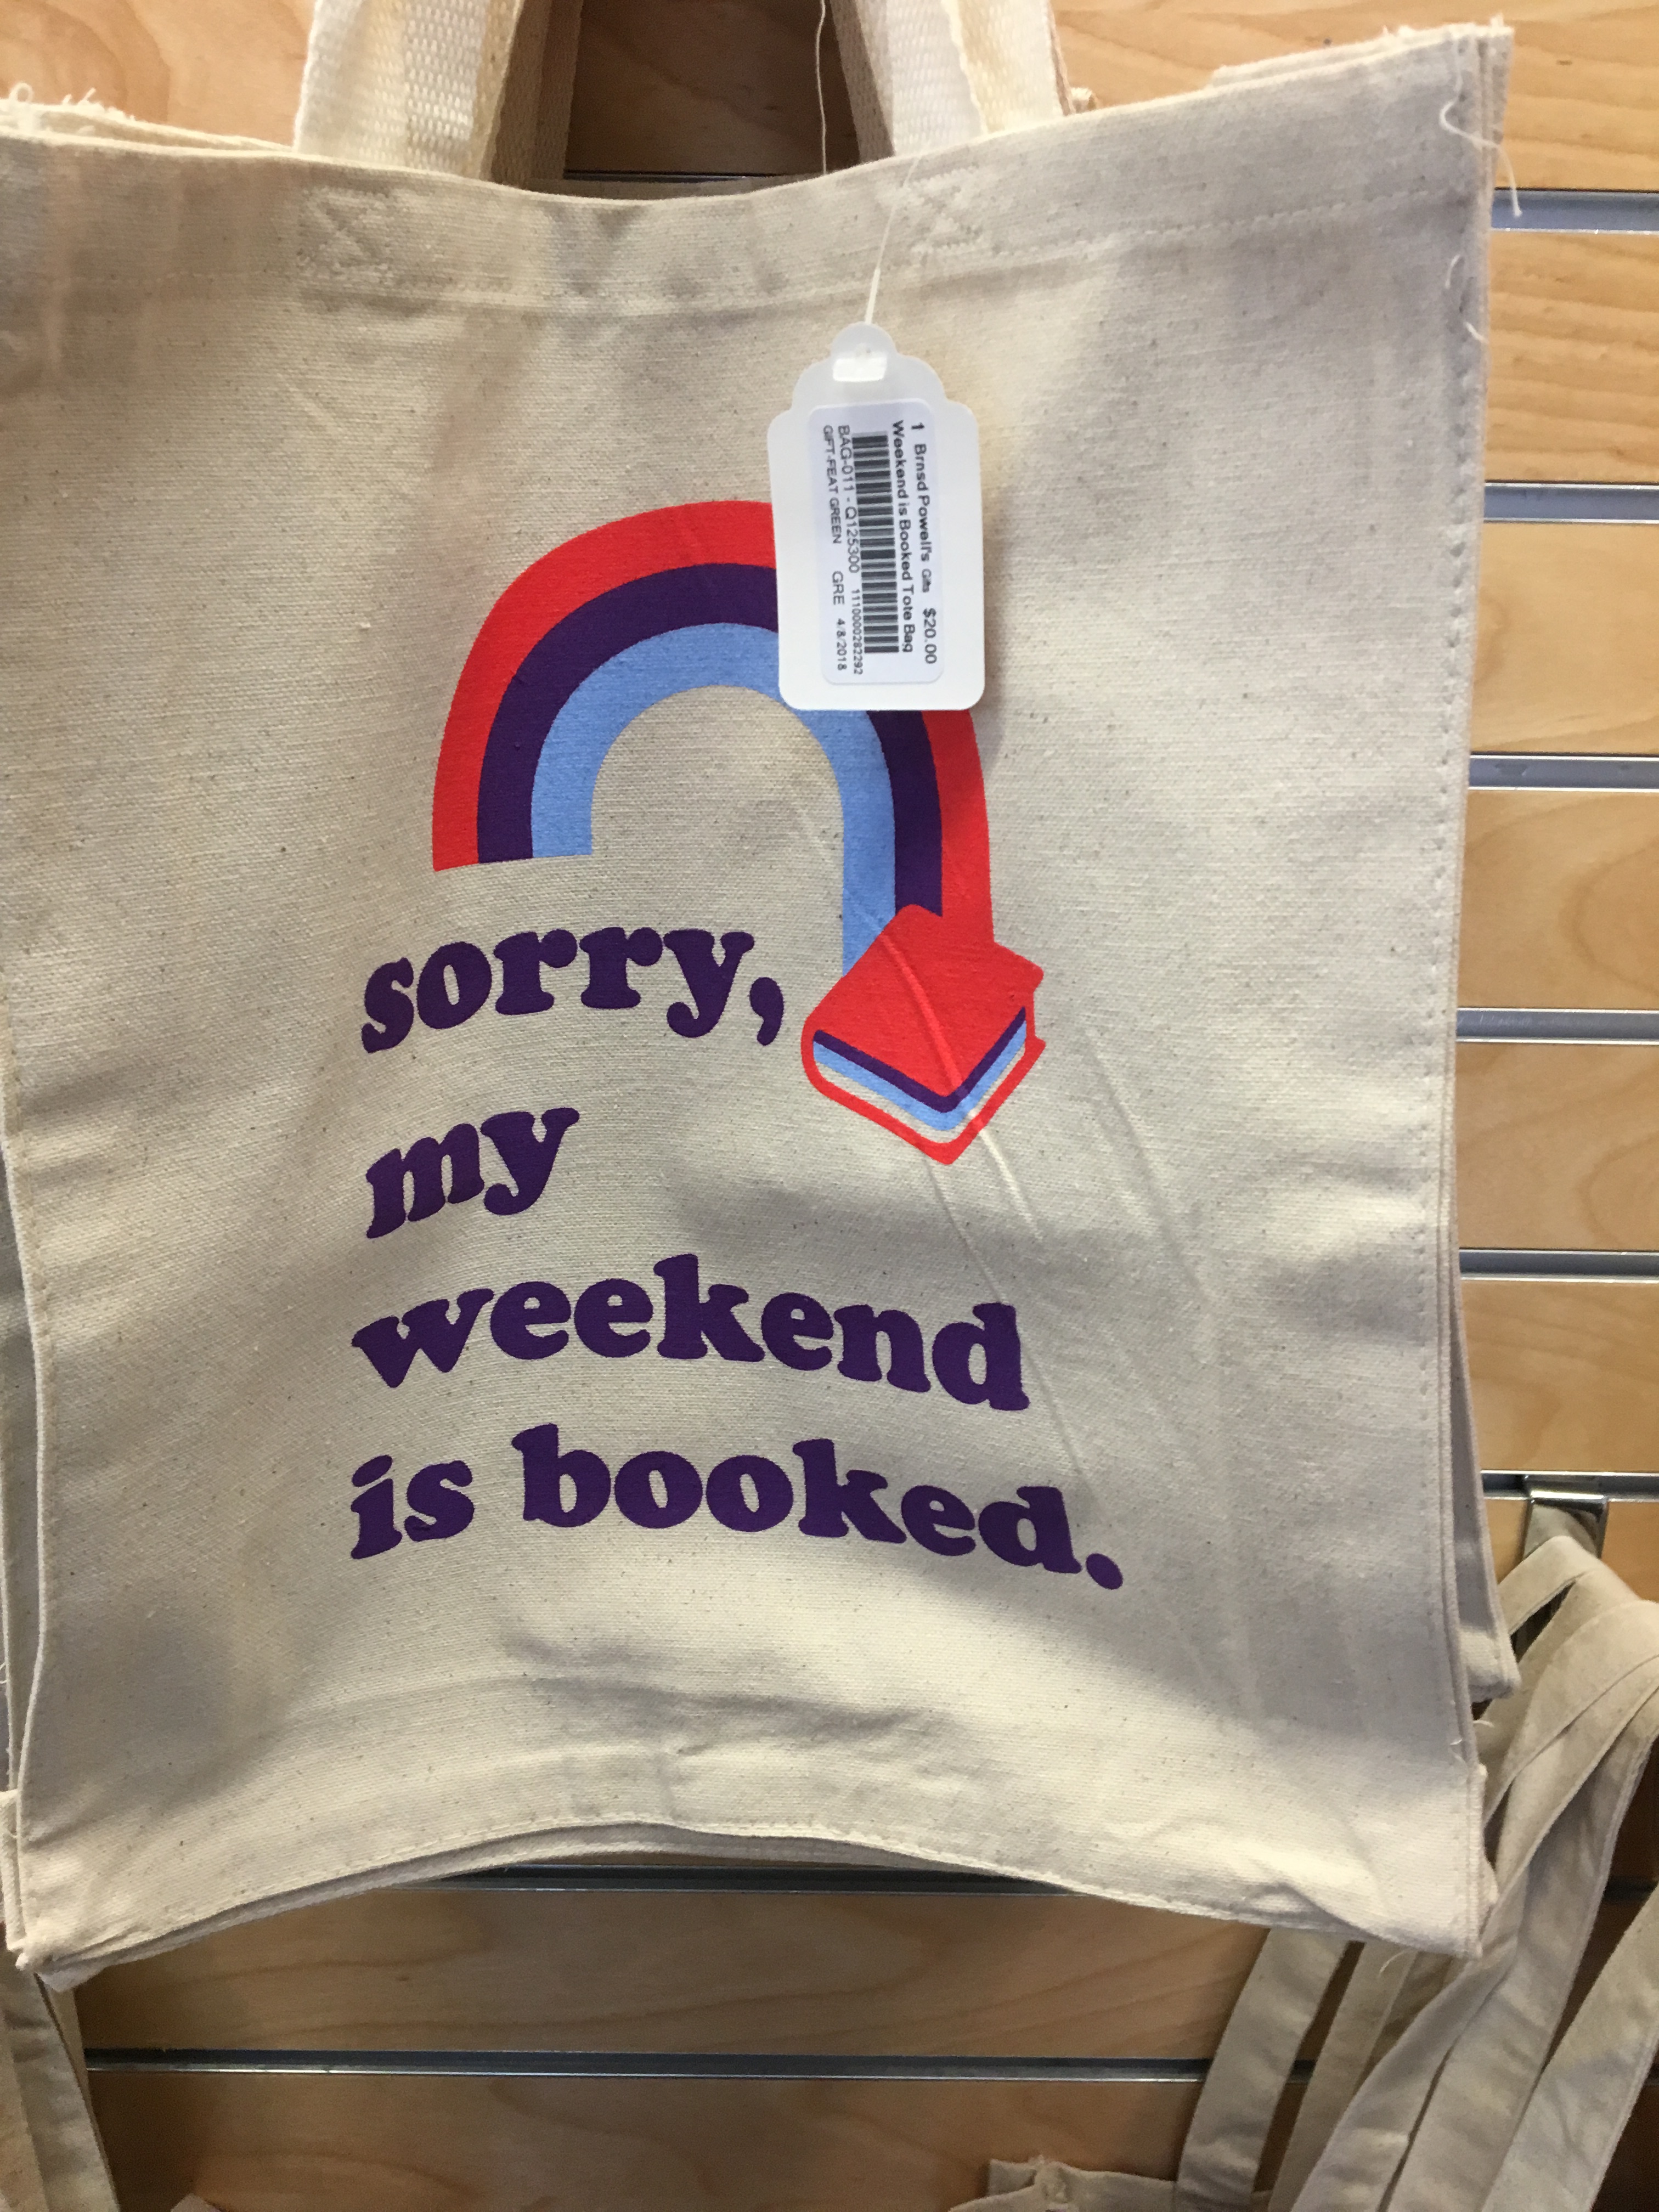 1 Brnsd Powell's Gifts $20.00
Weekend is Booked Tote Bag
1110000282292
BAG-011 - Q125300
GIFT-FEAT GREEN GRE 4/8/2018
sorry,
my
weekend
is booked.